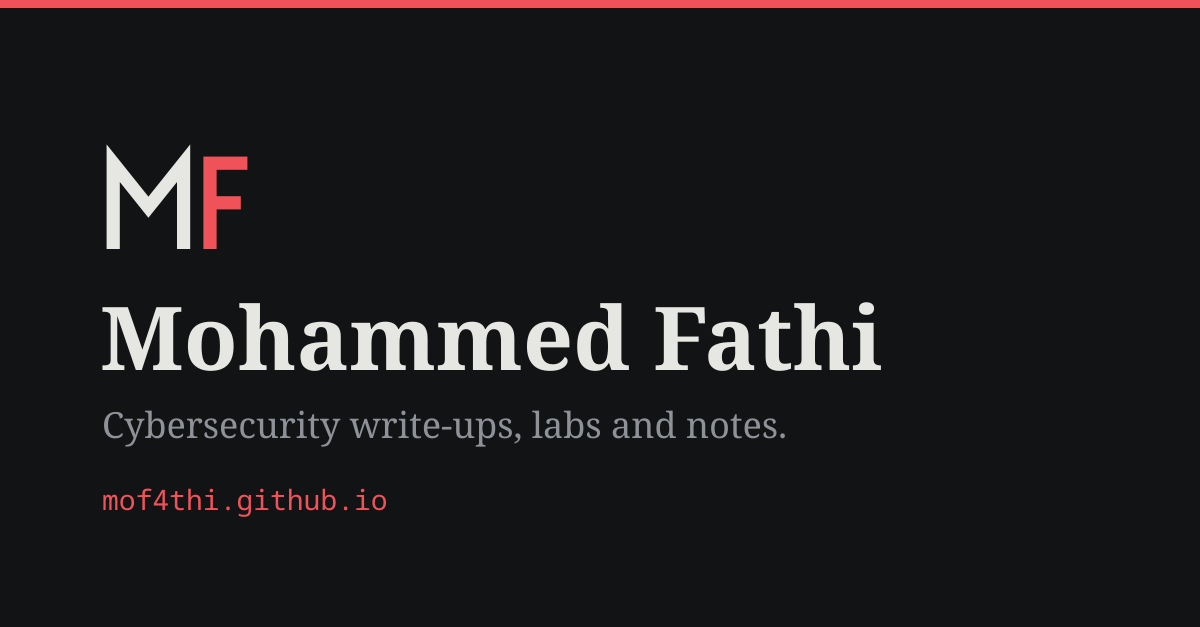 MF
Mohammed Fathi
Cybersecurity write-ups, labs and notes.
mof4thi.github.io